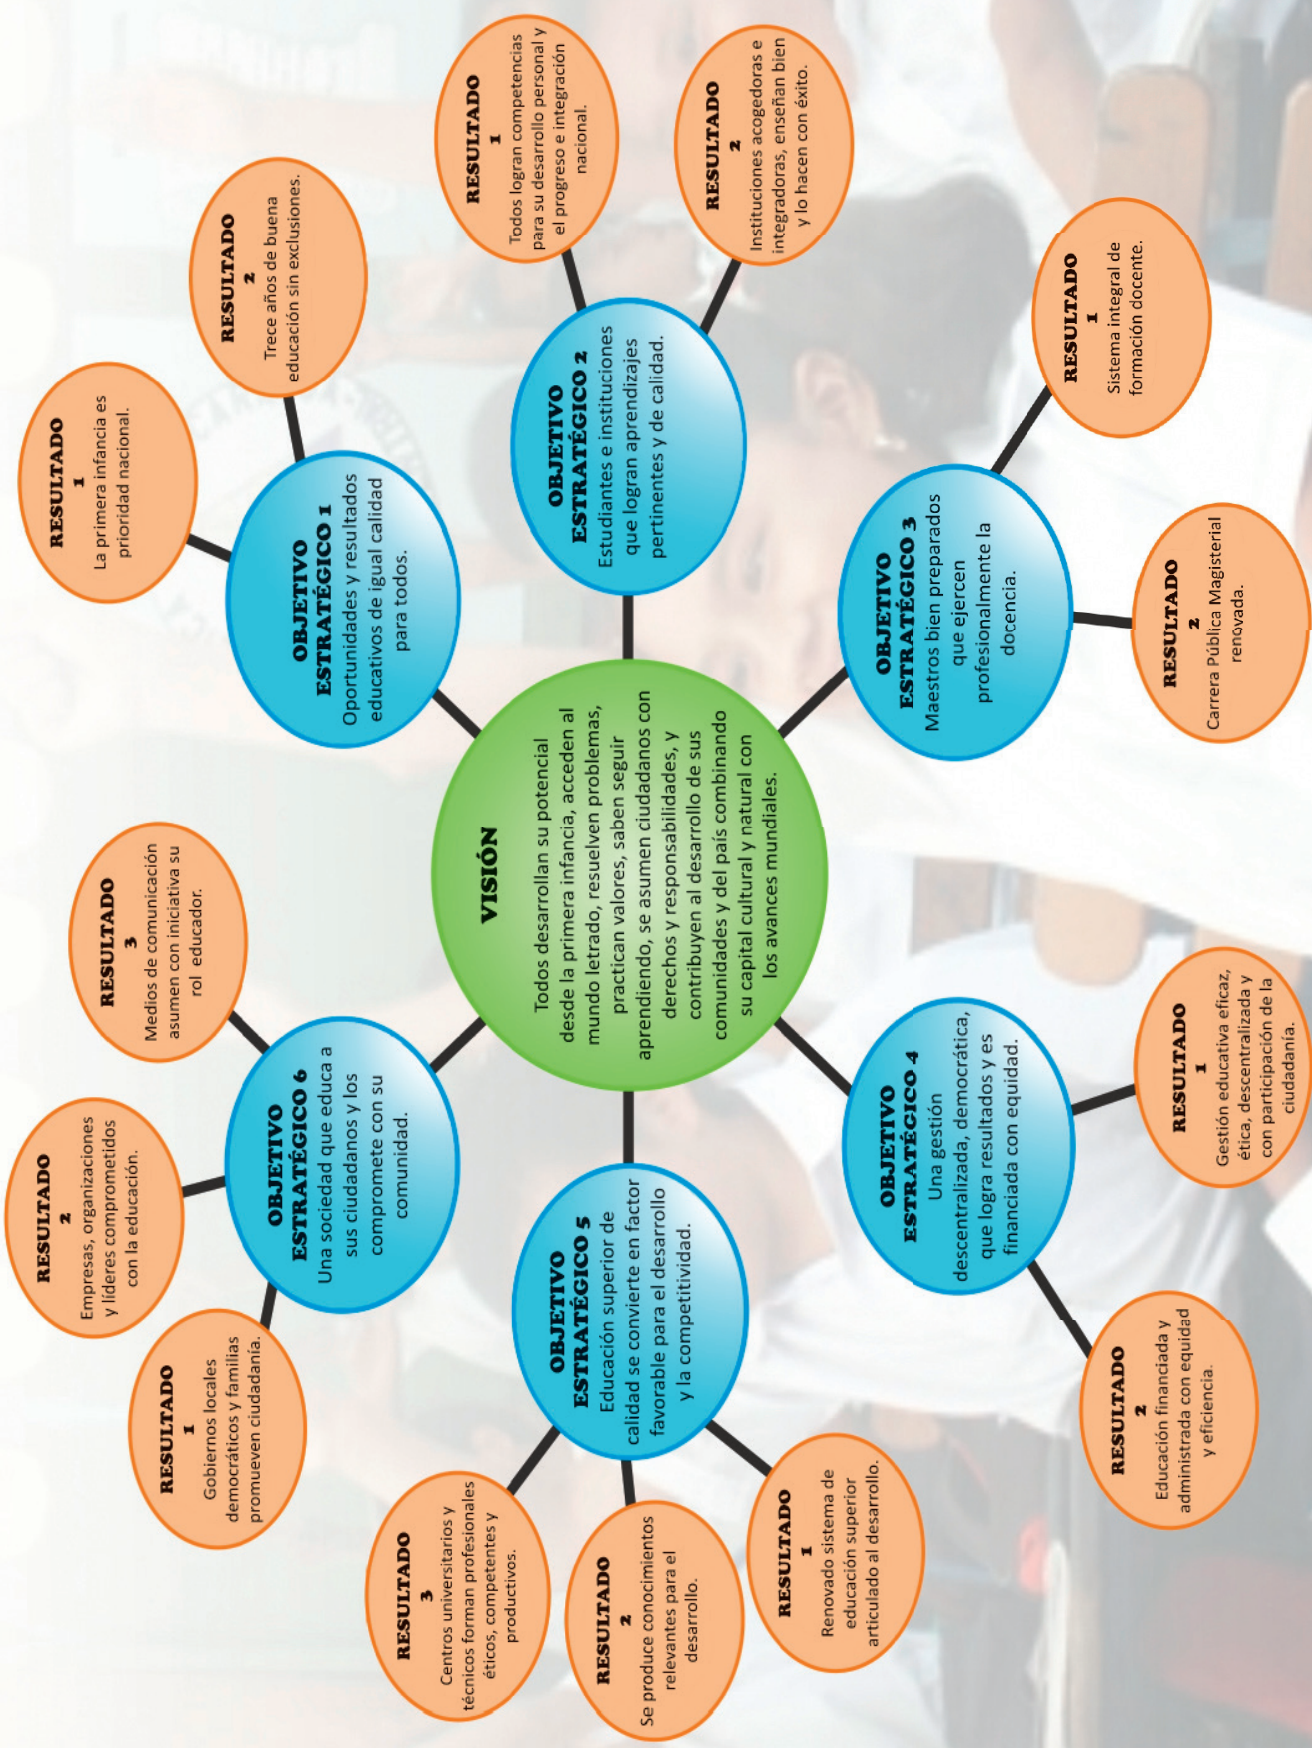 VISIÓN
Todos desarrollan su potencial
desde la primera infancia, acceden al
mundo letrado, resuelven problemas,
practican valores, saben seguir
aprendiendo, se asumen ciudadanos con
derechos y responsabilidades, y
contribuyen al desarrollo de sus
comunidades y del país combinando
su capital cultural y natural con
los avances mundiales.
OBJETIVO
ESTRATÉGICO 1
Oportunidades y resultados
educativos de igual calidad
para todos.
RESULTADO
1
La primera infancia es
prioridad nacional.
RESULTADO
2
Trece años de buena
educación sin exclusiones.
OBJETIVO
ESTRATÉGICO 2
Estudiantes e instituciones
que logran aprendizajes
pertinentes y de calidad.
RESULTADO
1
Todos logran competencias
para su desarrollo personal y
el progreso e integración
nacional.
RESULTADO
2
Instituciones acogedoras e
integradoras, enseñan bien
y lo hacen con éxito.
OBJETIVO
ESTRATÉGICO 3
Maestros bien preparados
que ejercen
profesionalmente la
docencia.
RESULTADO
1
Sistema integral de
formación docente.
RESULTADO
2
Carrera Pública Magisterial
renovada.
OBJETIVO
ESTRATÉGICO 4
Una gestión
descentralizada, democrática,
que logra resultados y es
financiada con equidad.
RESULTADO
1
Gestión educativa eficaz,
ética, descentralizada y
con participación de la
ciudadanía.
RESULTADO
2
Educación financiada y
administrada con equidad
y eficiencia.
OBJETIVO
ESTRATÉGICO 5
Educación superior de
calidad se convierte en factor
favorable para el desarrollo
y la competitividad.
RESULTADO
1
Renovado sistema de
educación superior
articulado al desarrollo.
RESULTADO
2
Se produce conocimientos
relevantes para el
desarrollo.
RESULTADO
3
Centros universitarios y
técnicos forman profesionales
éticos, competentes y
productivos.
OBJETIVO
ESTRATÉGICO 6
Una sociedad que educa a
sus ciudadanos y los
compromete con su
comunidad.
RESULTADO
1
Gobiernos locales
democráticos y familias
promueven ciudadanía.
RESULTADO
2
Empresas, organizaciones
y líderes comprometidos
con la educación.
RESULTADO
3
Medios de comunicación
asumen con iniciativa su
rol educador.